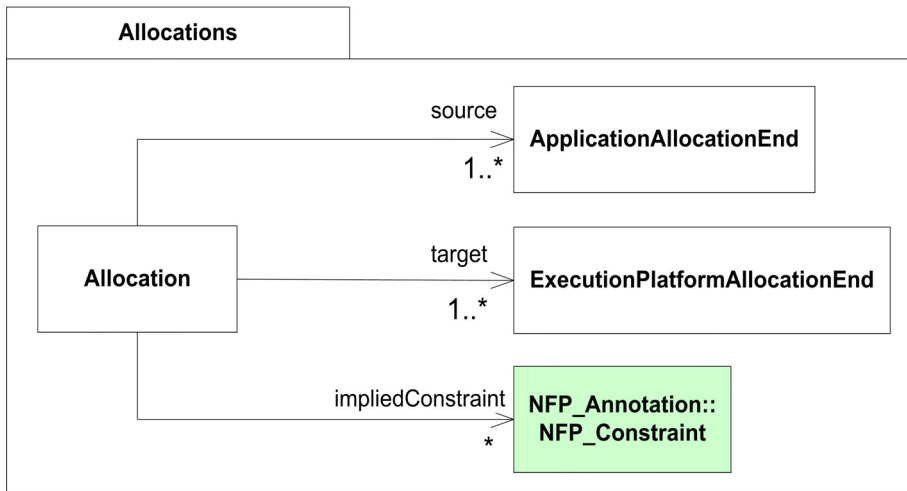 Allocations
source
ApplicationAllocationEnd
1..*
Allocation
target
ExecutionPlatformAllocationEnd
1..*
impliedConstraint
NFP_Annotation::
NFP_Constraint
*